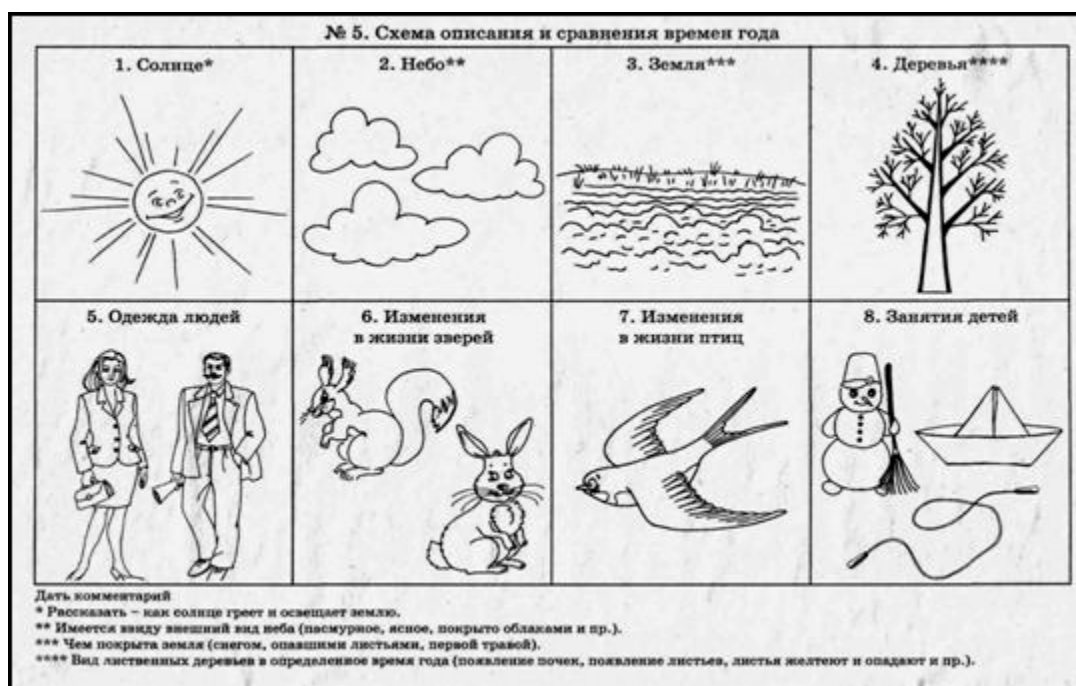 № 5. Схема описания и сравнения времен года
1. Солнце*
2. Небо**
3. Земля***
4. Деревья****
5. Одежда людей
6. Изменения
в жизни зверей
7. Изменения
в жизни птиц
8. Занятия детей
Дать комментарий
* Рассказать – как солнце греет и освещает землю.
** Имеется ввиду внешний вид неба (пасмурное, ясное, покрыто облаками и пр.).
*** Чем покрыта земля (снегом, опавшими листьями, первой травой).
**** Вид лиственных деревьев в определенное время года (появление почек, появление листьев, листья желтеют и опадают и пр.).